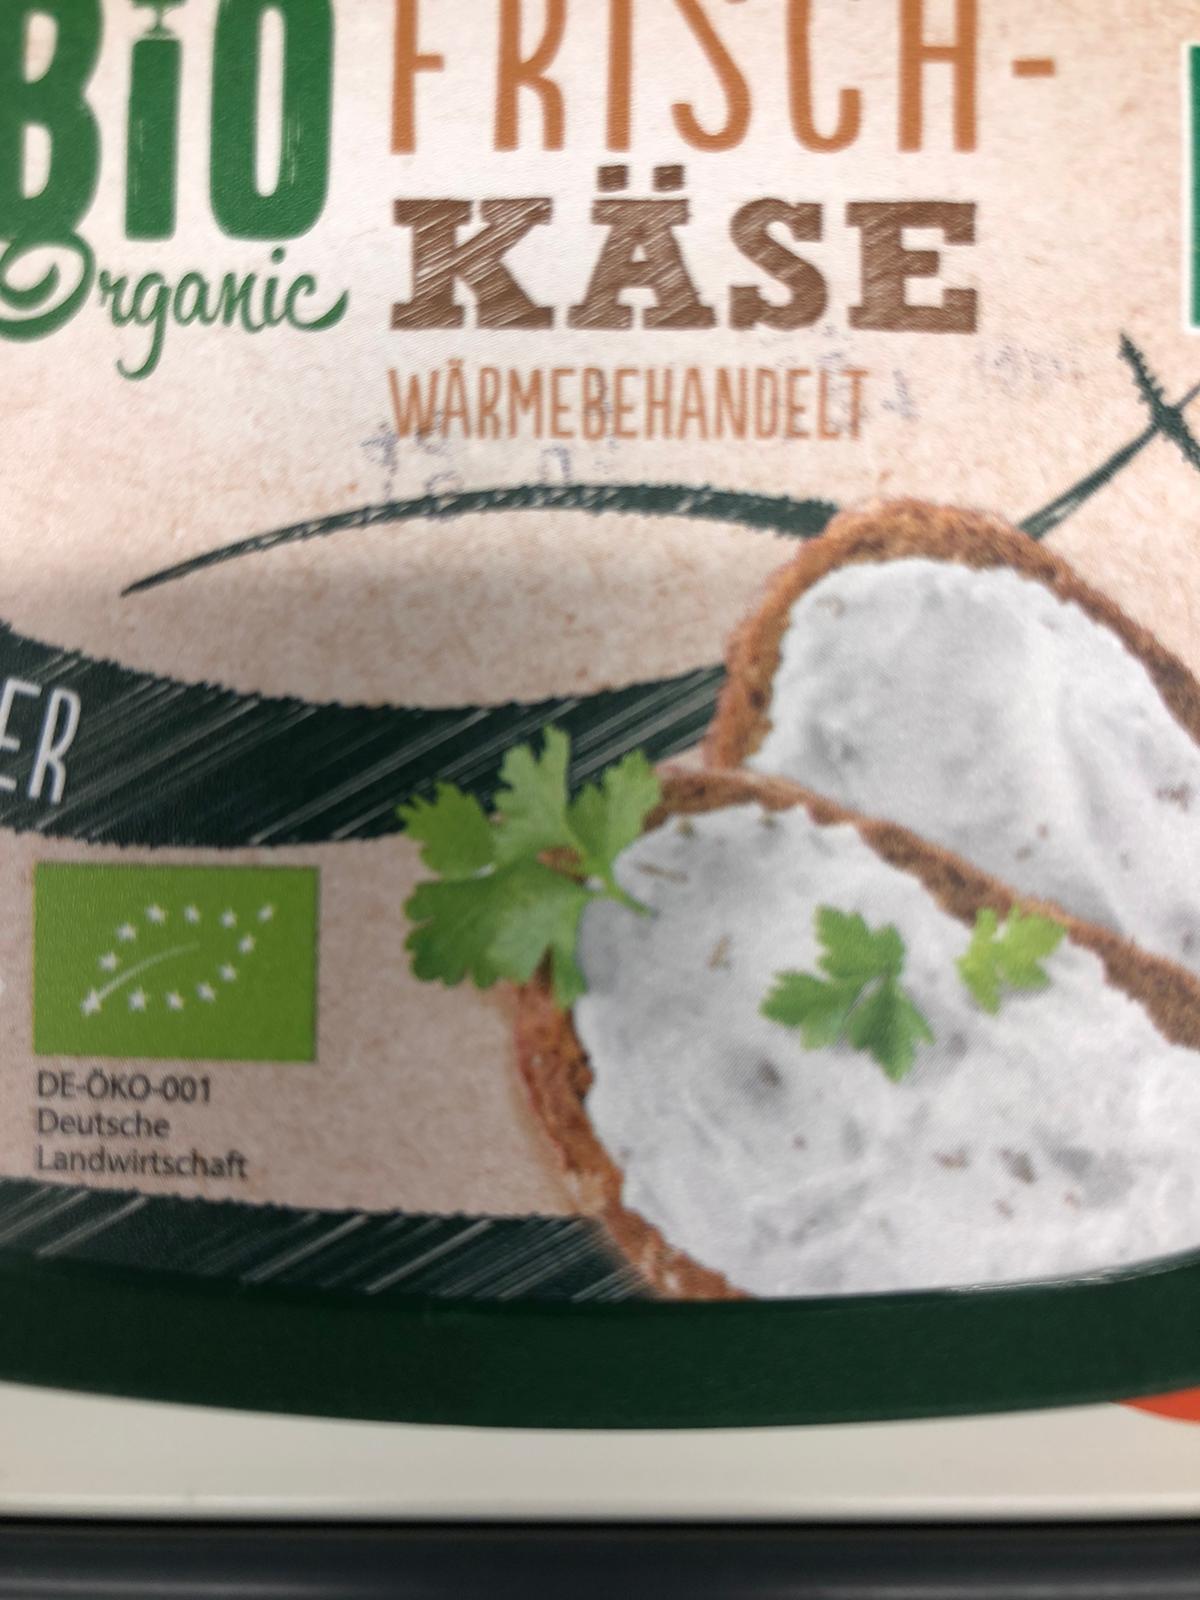 BIO
Organic
FRISCH-
KÄSE
WÄRMEBEHANDELT
ER
DE-ÖKO-001
Deutsche
Landwirtschaft